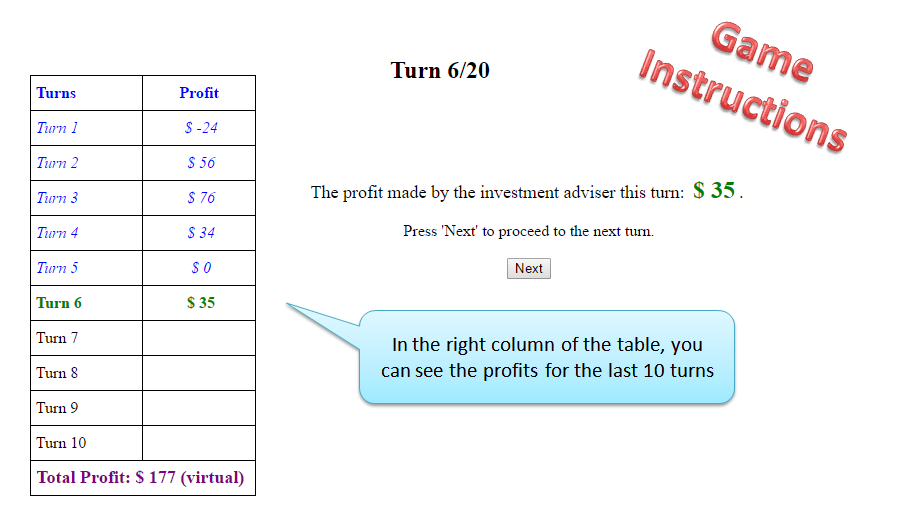 Game
Instructions
Turn 6/20
Turns Profit
Turn 1 $ -24
Turn 2 $ 56
Turn 3 $ 76
Turn 4 $ 34
Turn 5 $ 0
Turn 6 $ 35
Turn 7
Turn 8
Turn 9
Turn 10
Total Profit: $ 177 (virtual)
The profit made by the investment adviser this turn: $ 35 .
Press 'Next' to proceed to the next turn.
Next
In the right column of the table, you
can see the profits for the last 10 turns